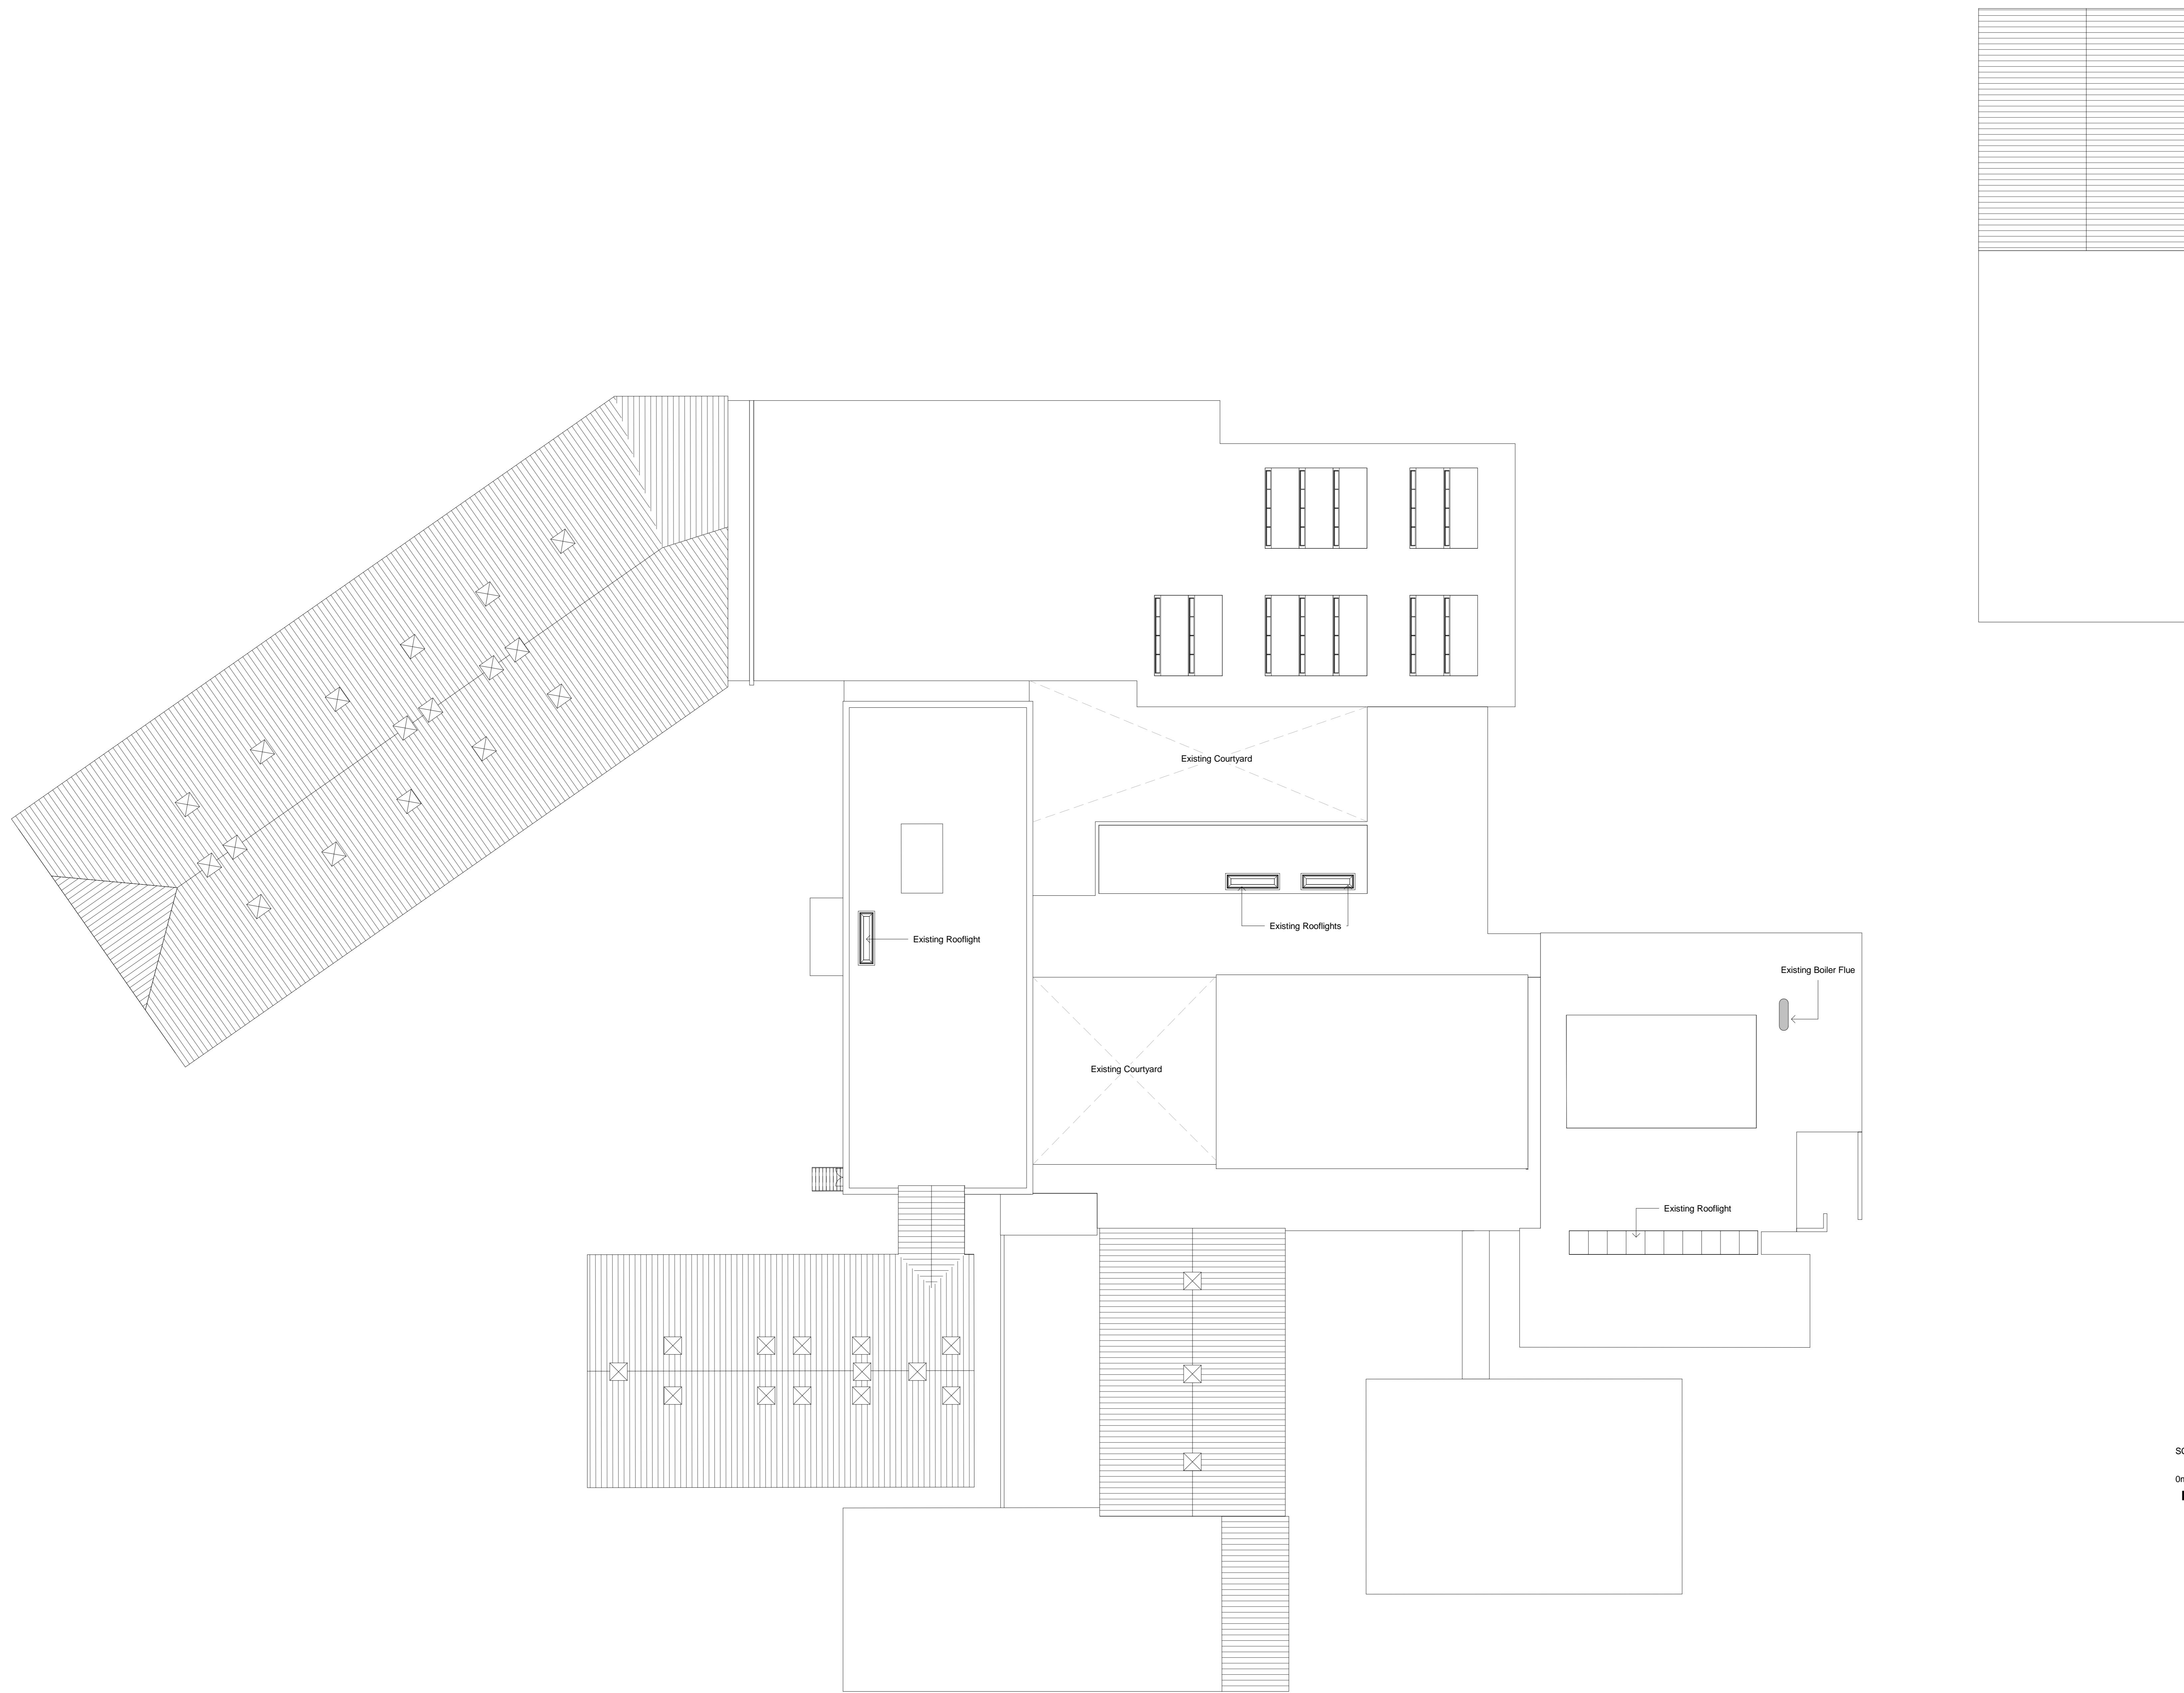 Existing Courtyard
Existing Rooflights
Existing Rooflight
Existing Boiler Flue
Existing Courtyard
Existing Rooflight